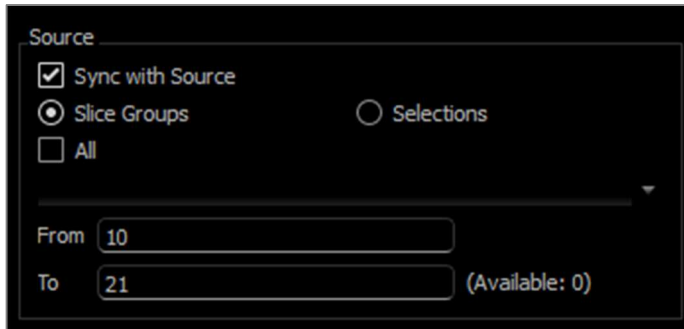 Source
Sync with Source
Slice Groups Selections
All
From 10
To 21 (Available: 0)